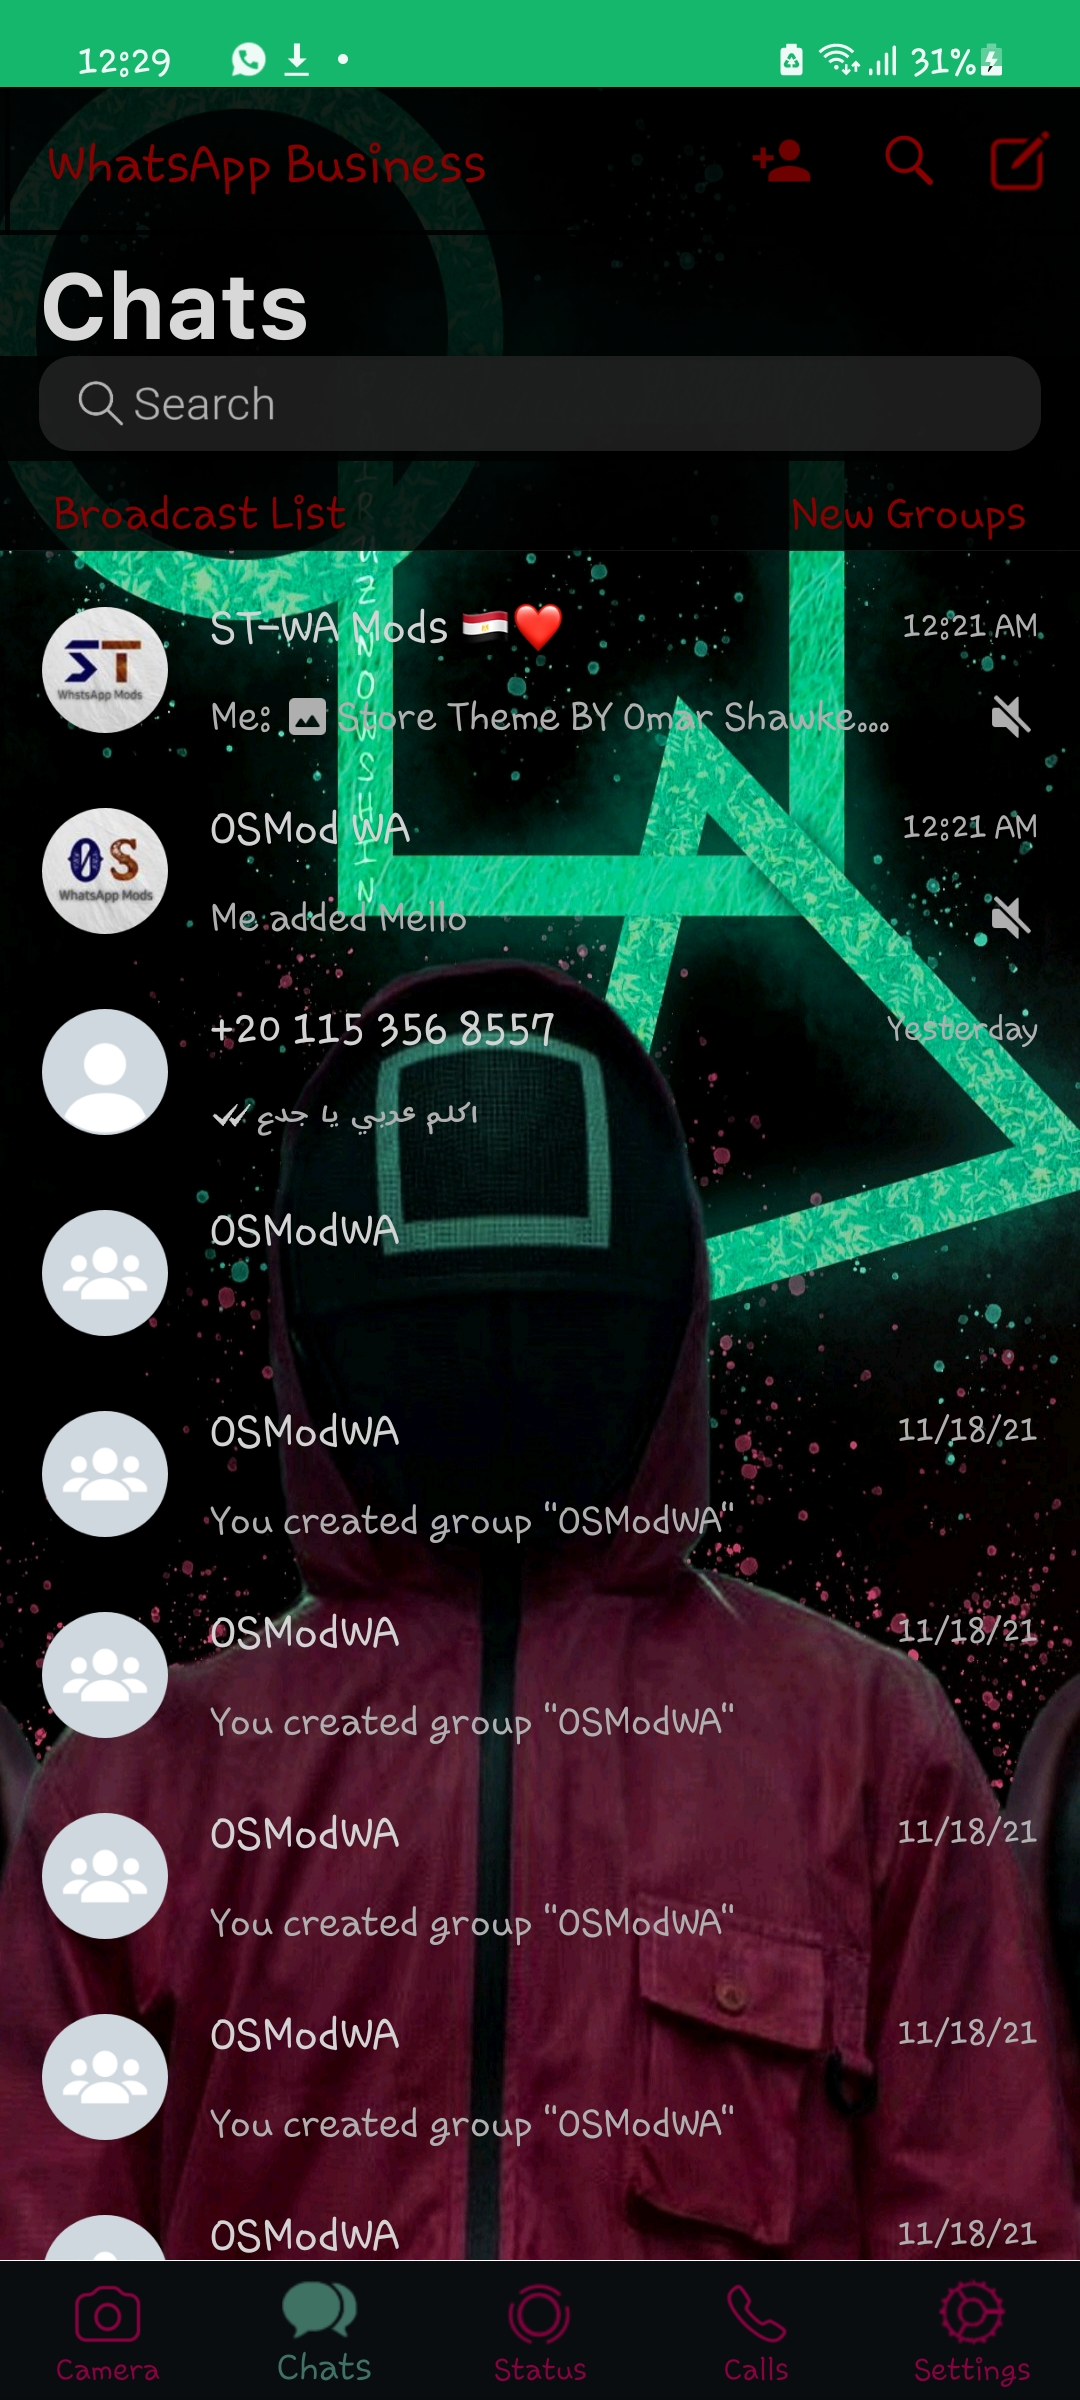 12:29
31%
WhatsApp Business
Chats
Search
Broadcast List
New Groups
ST
WhstsApp Mods
ST-WA Mods 🇪🇬❤️
12:21 AM
Me: Store Theme BY Omar Shawke...
OS
WhatsApp Mods
OSMod WA
12:21 AM
Me added Mello
+20 115 356 8557
Yesterday
اكلم عربي يا جدع
OSModWA
OSModWA
11/18/21
You created group "OSModWA"
OSModWA
11/18/21
You created group "OSModWA"
OSModWA
11/18/21
You created group "OSModWA"
OSModWA
11/18/21
You created group "OSModWA"
OSModWA
11/18/21
Camera
Chats
Status
Calls
Settings